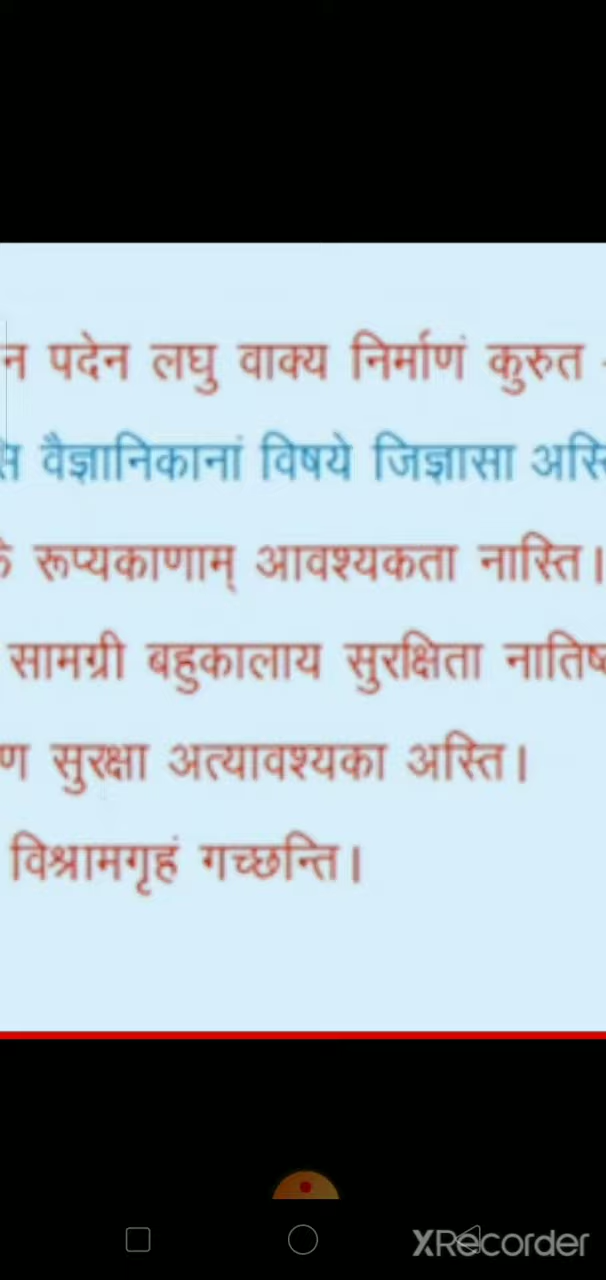 न पदेन लघु वाक्य निर्माणं कुरुत
वैज्ञानिकानां विषये जिज्ञासा
रूप्यकाणाम् आवश्यकता नास्ति।
सामग्री बहुकालाय सुरक्षिता
ण सुरक्षा अत्यावश्यका अस्ति।
विश्रामगृहं गच्छन्ति।
XRecorder